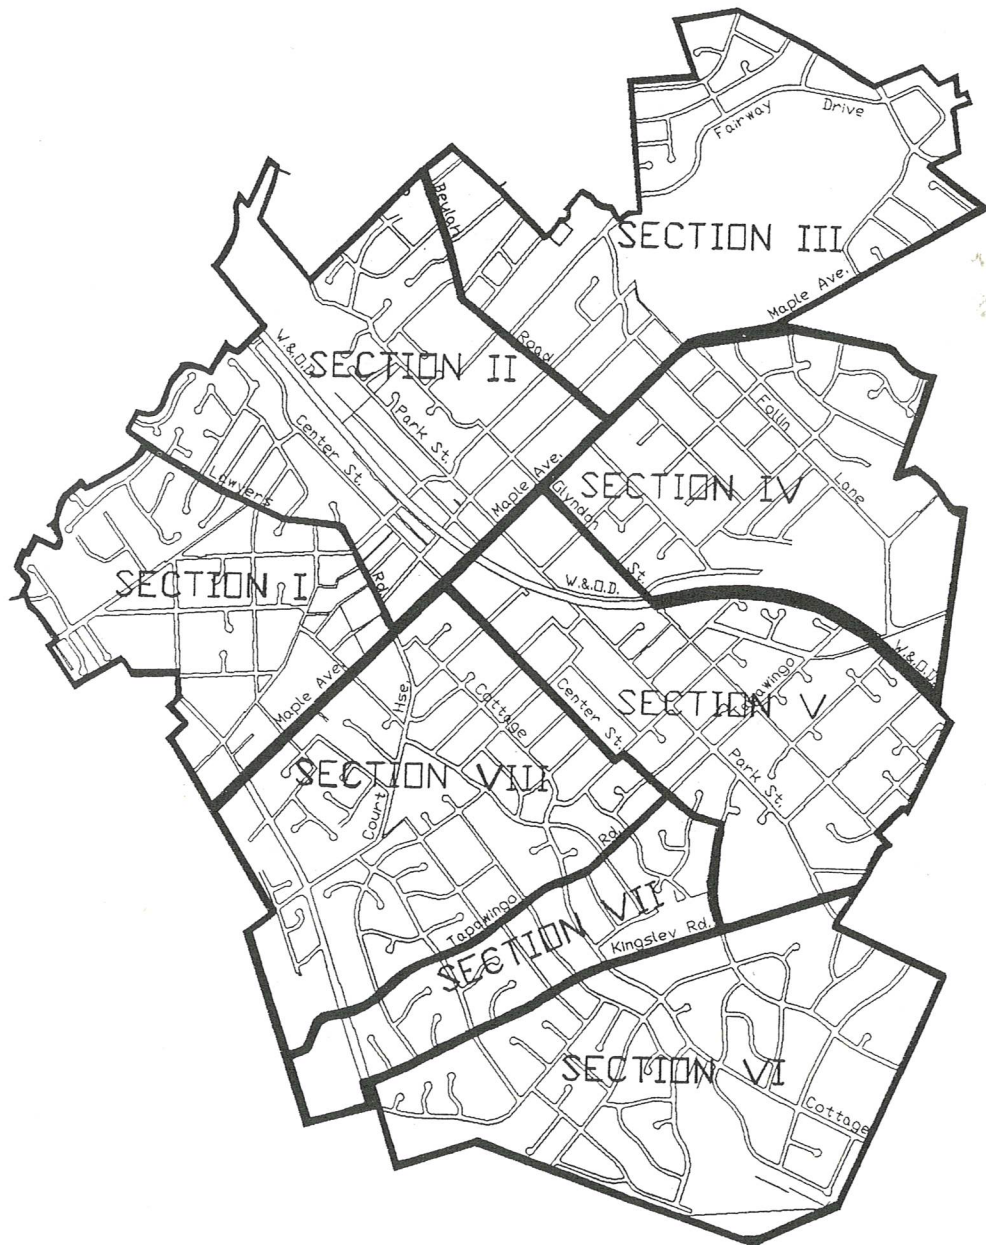 Fairway Drive
Beulah Road
SECTION III
Maple Ave.
SECTION II
W.&O.D.
Park St.
Center St.
Follin Lane
Maple Ave.
SECTION IV
Glyndon St.
Lawyers Rd.
SECTION I
W.&O.D.
W.&O.D.
Maple Ave.
Cottage
Center St.
SECTION V
Park St.
SECTION VIII
Court Hse
Tapawingo Rd.
SECTION VII
Kingsley Rd.
SECTION VI
Cottage